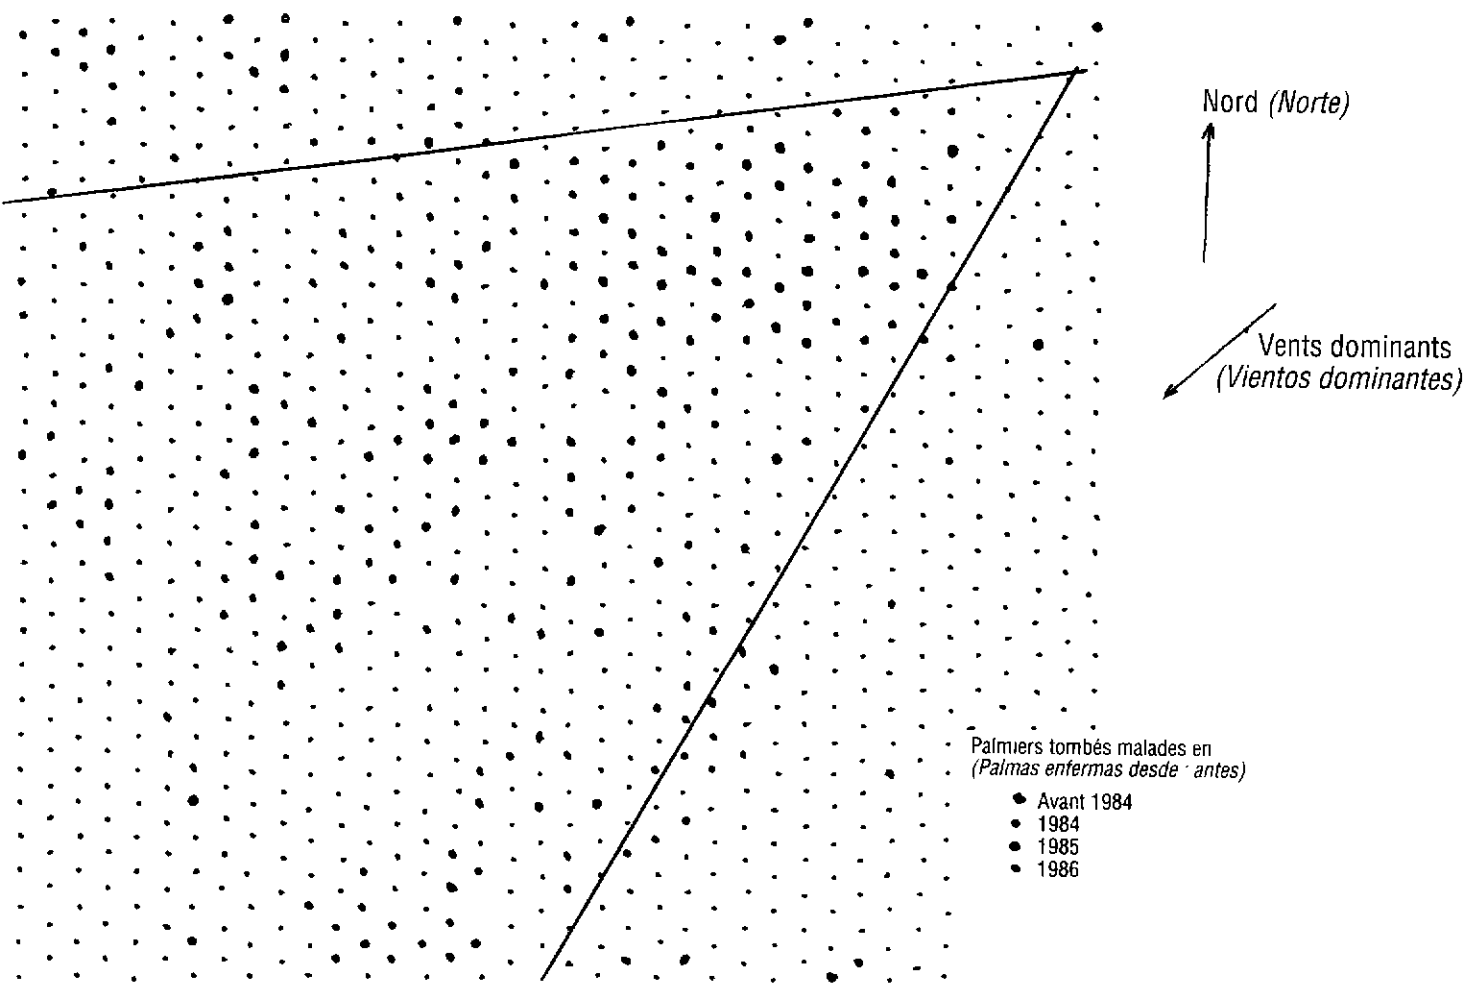 Nord (Norte)
Vents dominants
(Vientos dominantes)
Palmiers tombés malades en
(Palmas enfermas desde antes)
Avant 1984
1984
1985
1986